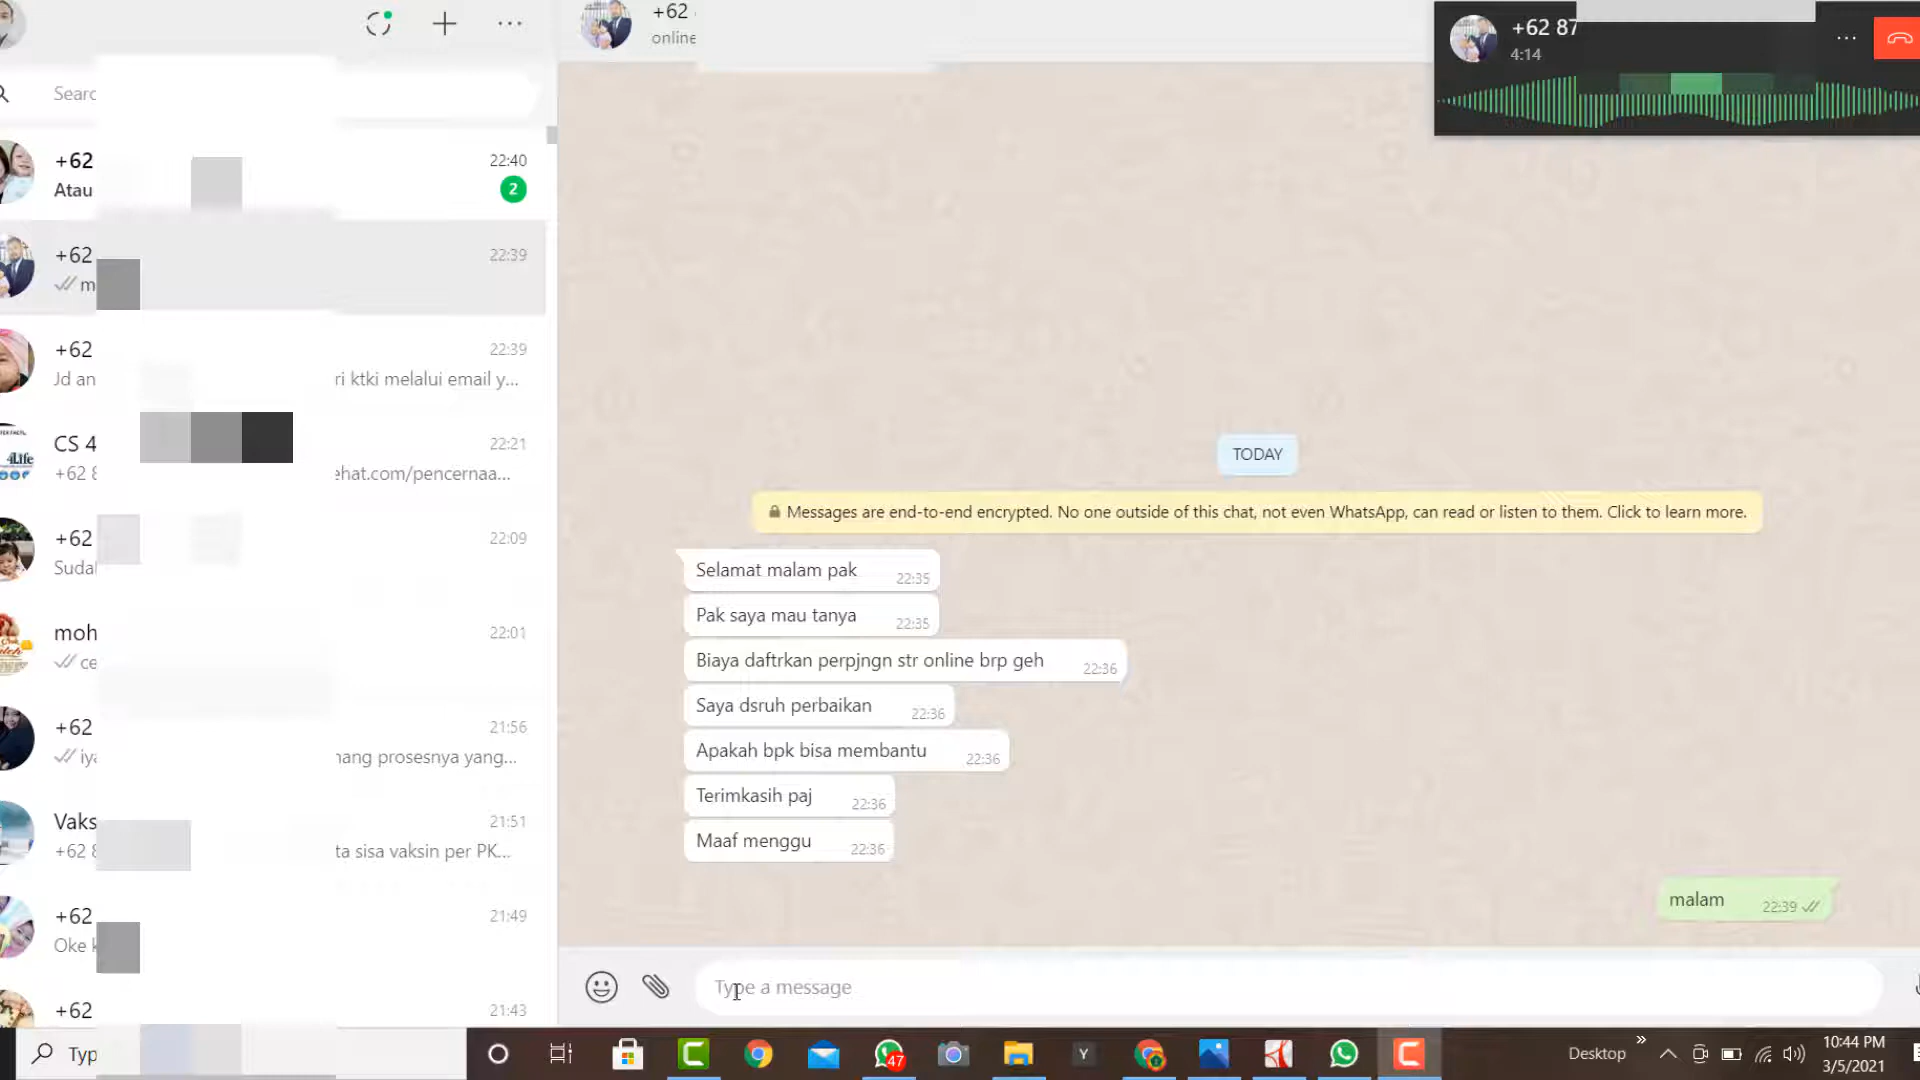 Searc
+62
22:40
Atau
2
+62
22:39
m
+62
22:39
Jd an
ri ktki melalui email y...
CS 4
22:21
4Life
+62 8
ehat.com/pencernaa...
+62
22:09
Sudal
moh
22:01
ce
+62
21:56
iya
nang prosesnya yang...
Vaks
21:51
+62 8
ta sisa vaksin per PK...
+62
21:49
Oke k
+62
21:43
+62
online
+62 87
4:14
TODAY
Messages are end-to-end encrypted. No one outside of this chat, not even WhatsApp, can read or listen to them. Click to learn more.
Selamat malam pak 22:35
Pak saya mau tanya 22:35
Biaya daftrkan perpjngn str online brp geh 22:36
Saya dsruh perbaikan 22:36
Apakah bpk bisa membantu 22:36
Terimkasih paj 22:36
Maaf menggu 22:36
malam 22:39
Type a message
Typ
47
Y
Desktop
10:44 PM
3/5/2021